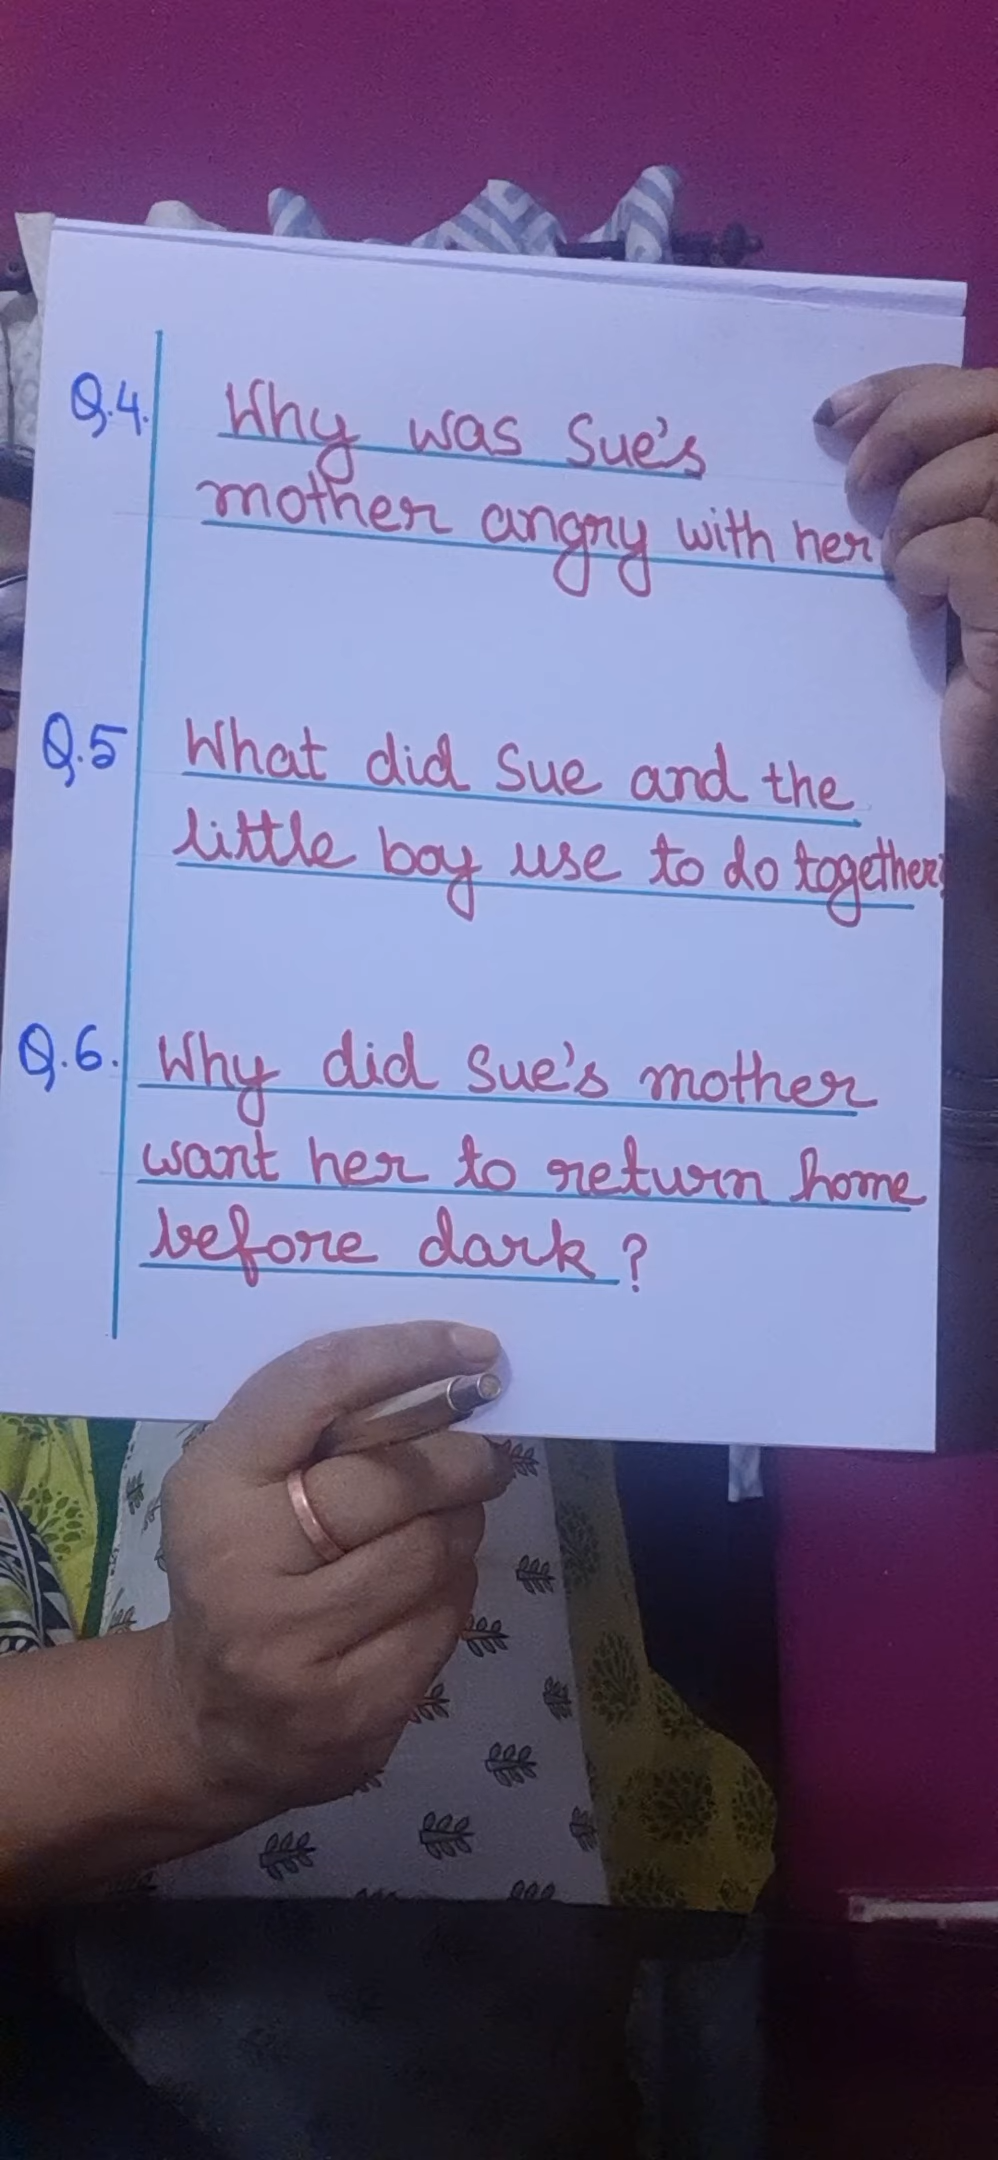 Q.4. Why was Sue's
mother angry with her
Q.5 What did Sue and the
little boy use to do together?
Q.6. Why did Sue's mother
want her to return home
before dark?